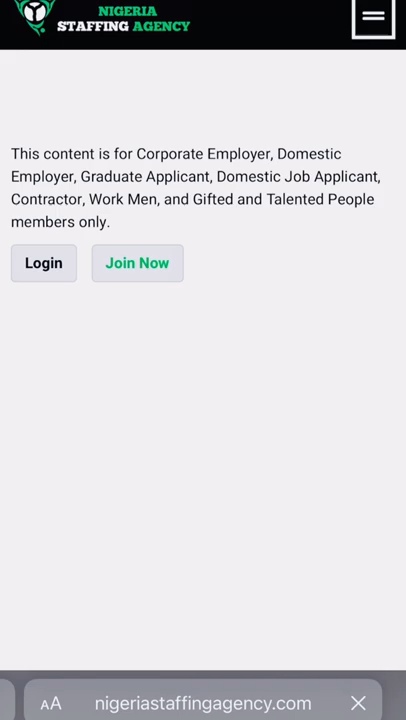 NIGERIA
STAFFING AGENCY
This content is for Corporate Employer, Domestic
Employer, Graduate Applicant, Domestic Job Applicant,
Contractor, Work Men, and Gifted and Talented People
members only.
Login
Join Now
AA
nigeriastaffingagency.com